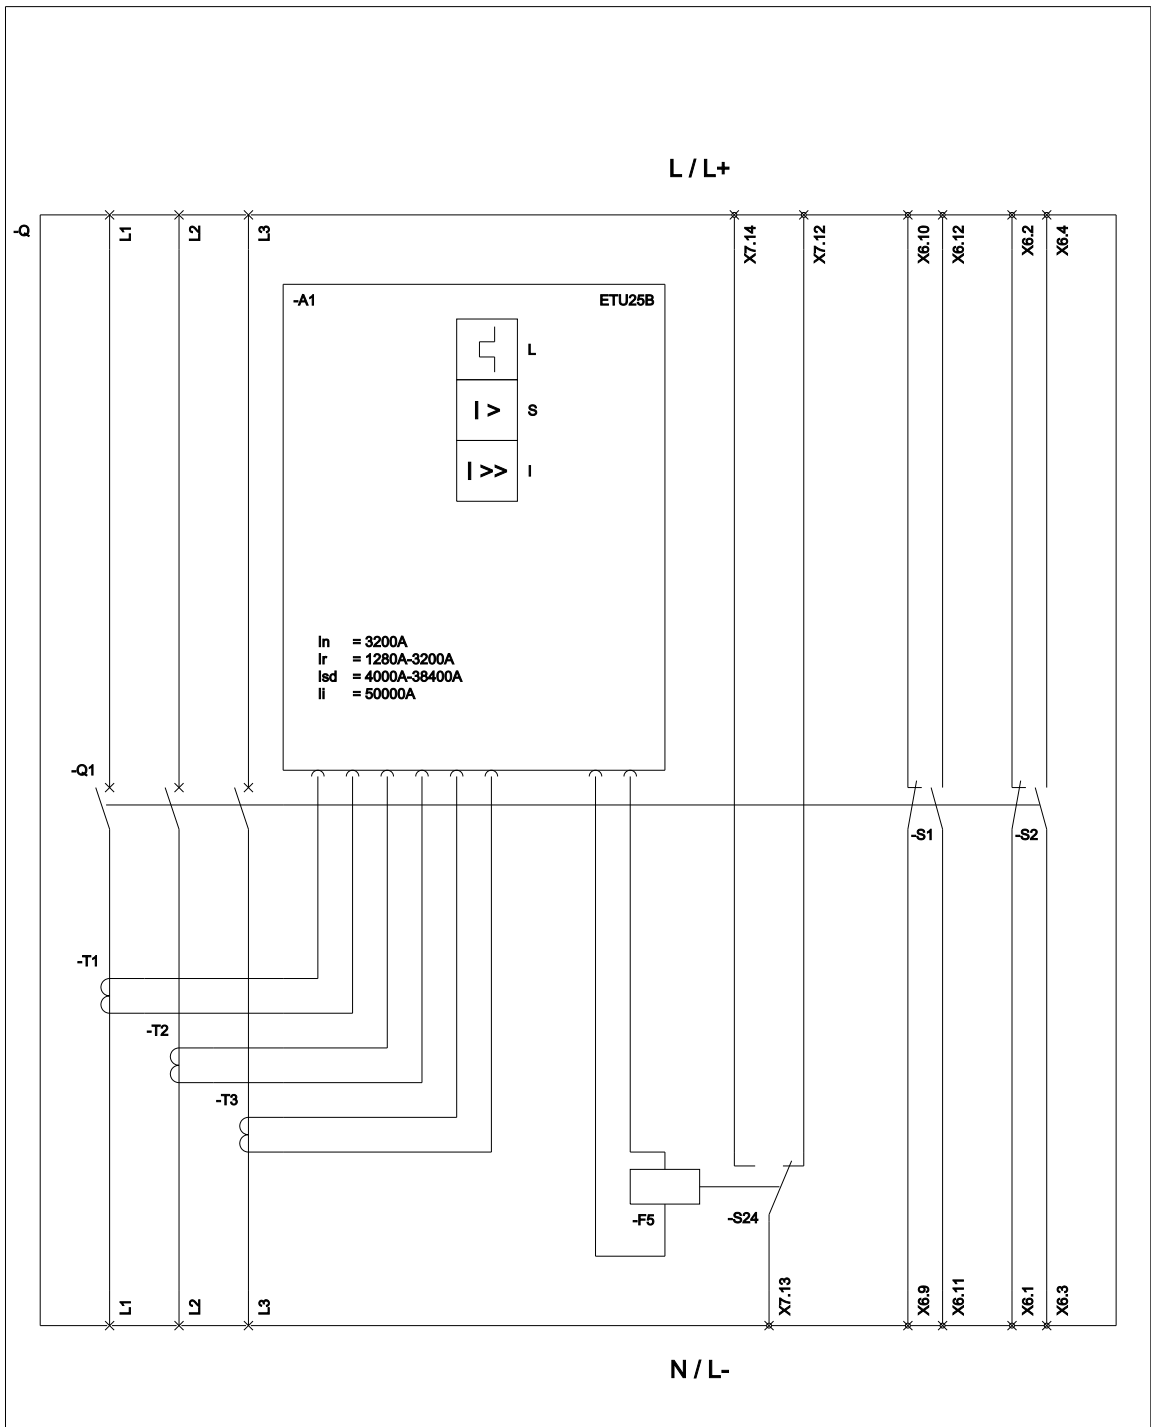 L / L+
-Q
L1
L2
L3
X7.14
X7.12
X6.10
X6.12
X6.2
X6.4
-A1 ETU25B
L
I > S
I >> I
In = 3200A
Ir = 1280A-3200A
Isd = 4000A-38400A
Ii = 50000A
-Q1
-S1
-S2
-T1
-T2
-T3
-F5
-S24
L1
L2
L3
X7.13
X6.9
X6.11
X6.1
X6.3
N / L-